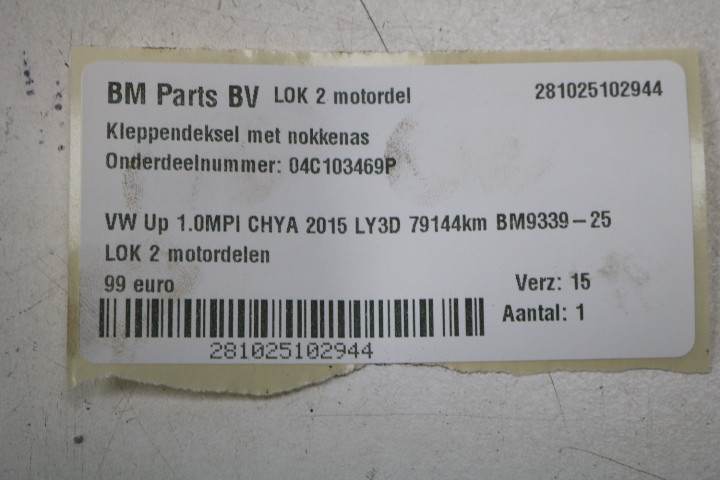 BM Parts BV LOK 2 motordel 281025102944
Kleppendeksel met nokkenas
Onderdeelnummer: 04C103469P
VW Up 1.0MPI CHYA 2015 LY3D 79144km BM9339-25
LOK 2 motordelen
99 euro Verz: 15
Aantal: 1
281025102944